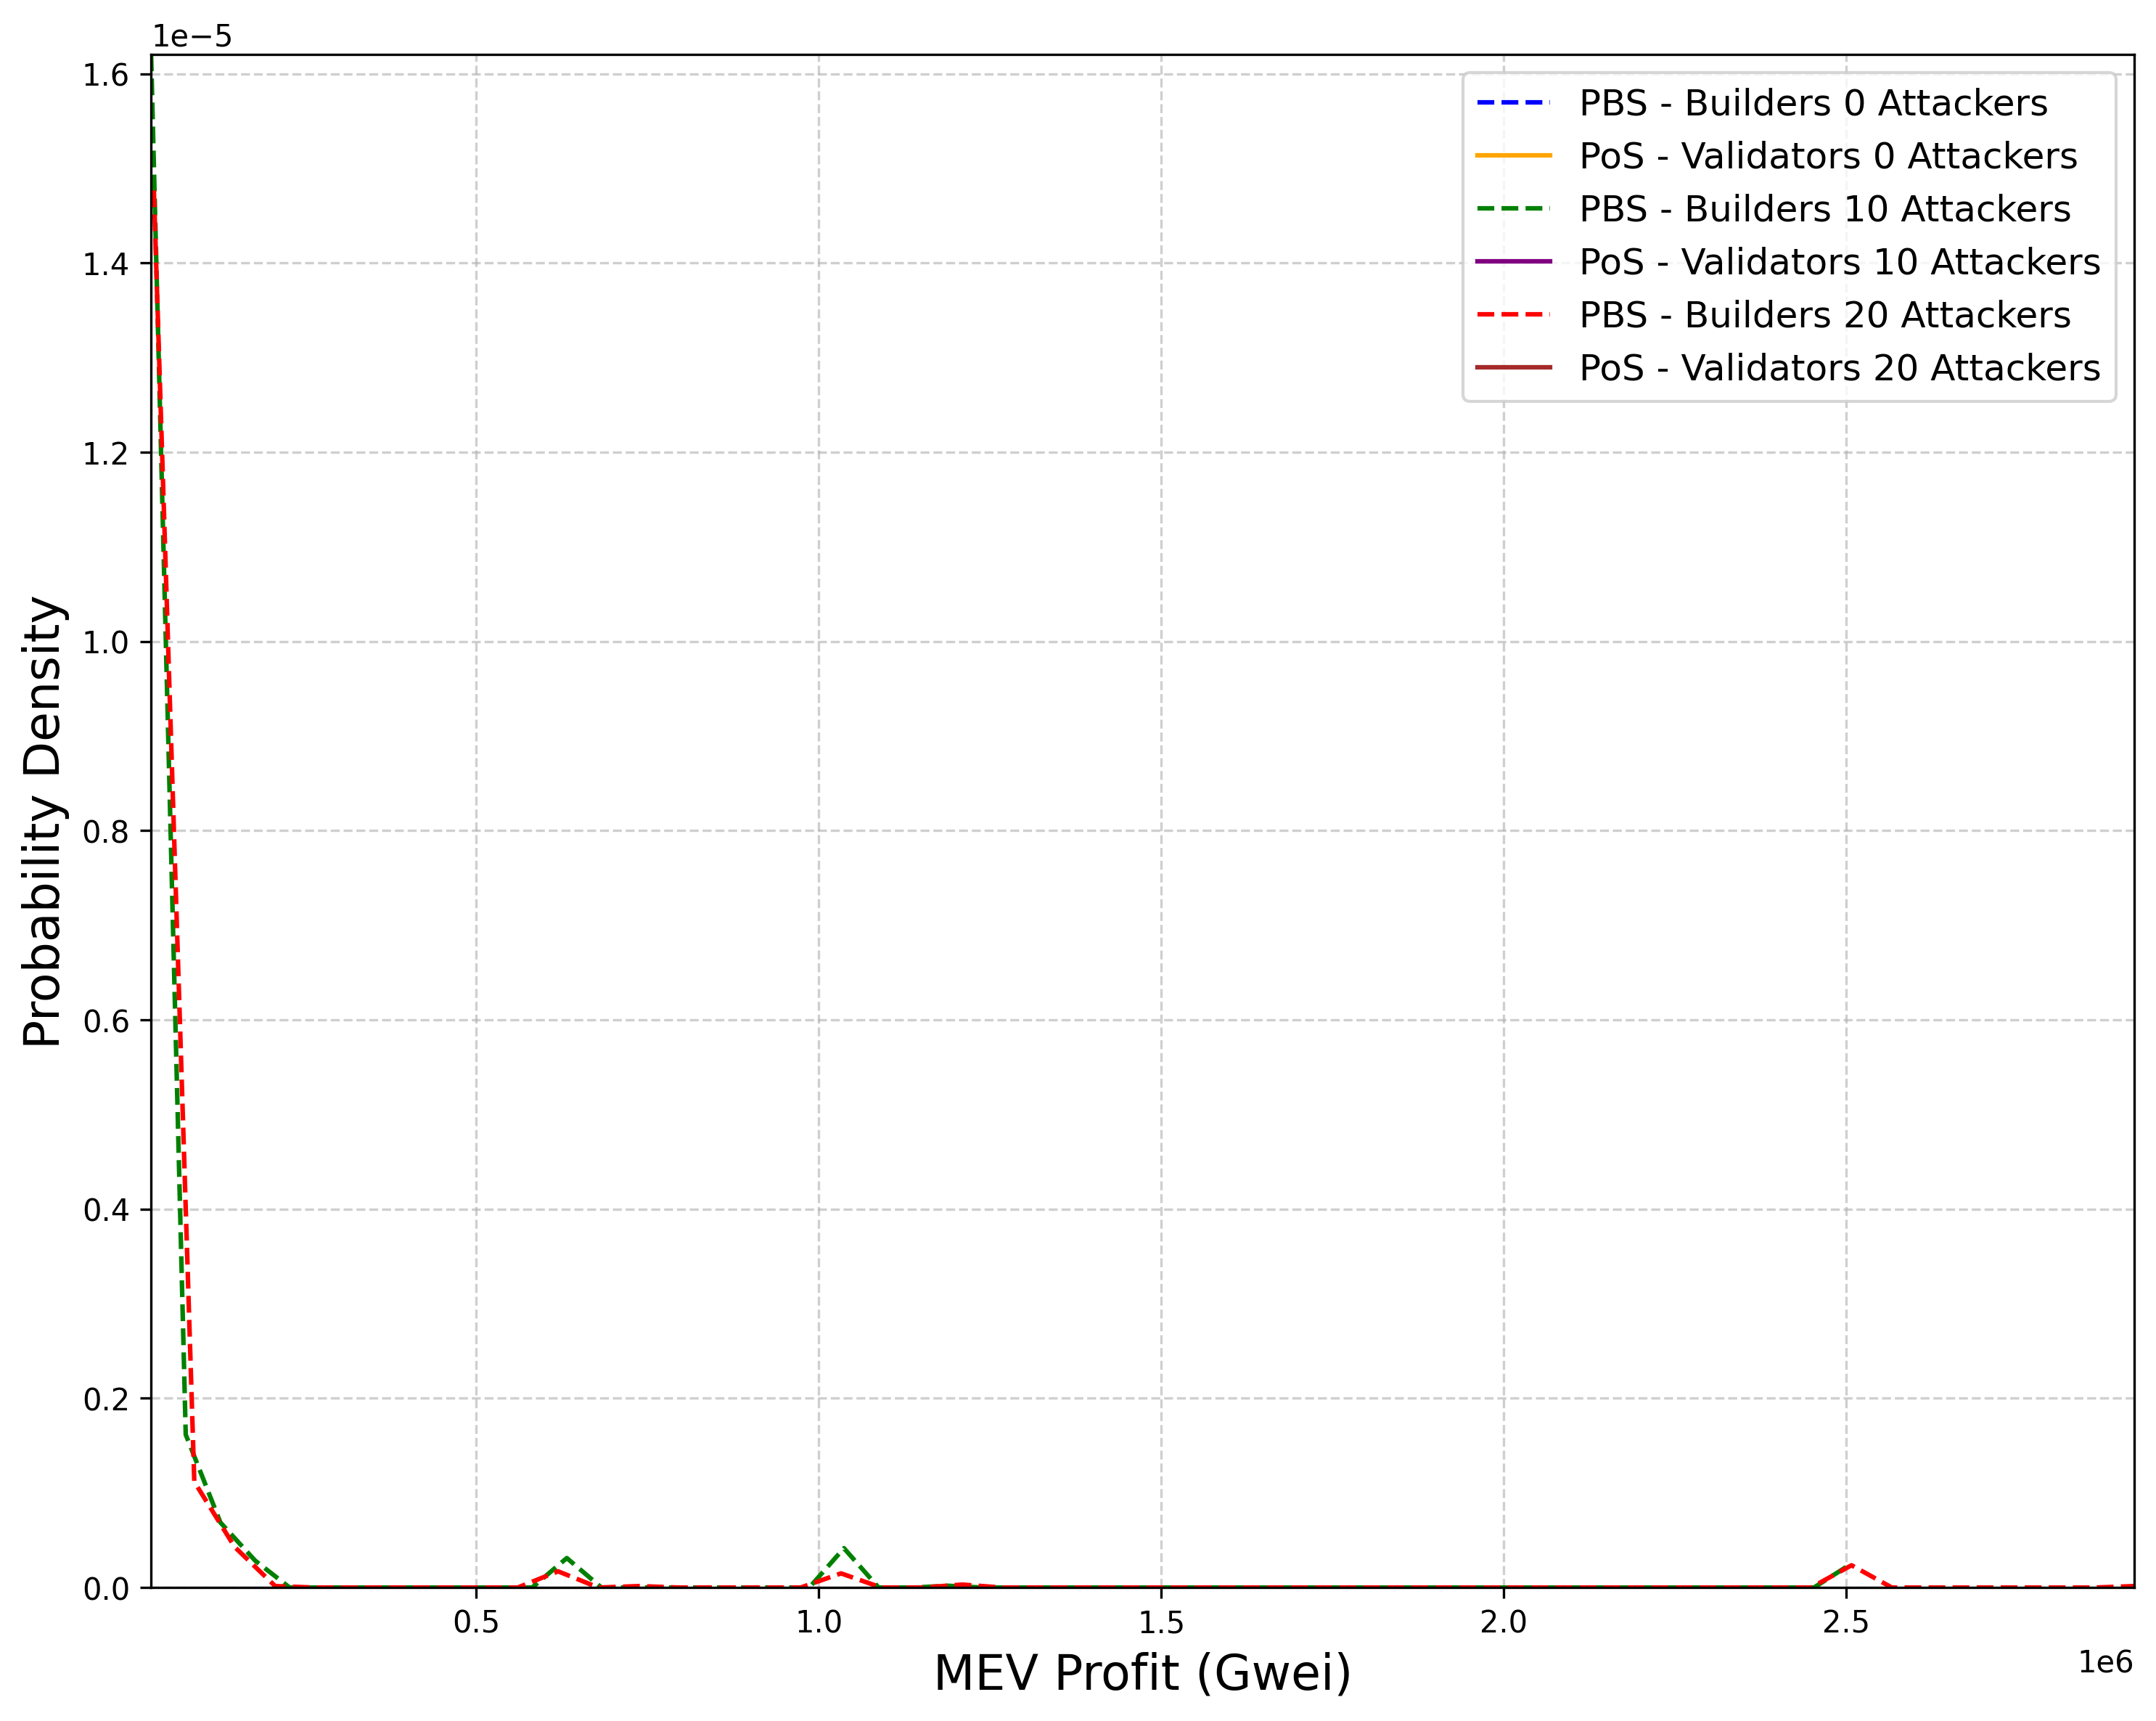 1e−5
1.6
1.4
1.2
1.0
0.8
0.6
0.4
0.2
0.0
Probability Density
PBS - Builders 0 Attackers
PoS - Validators 0 Attackers
PBS - Builders 10 Attackers
PoS - Validators 10 Attackers
PBS - Builders 20 Attackers
PoS - Validators 20 Attackers
0.5
1.0
1.5
2.0
2.5
1e6
MEV Profit (Gwei)